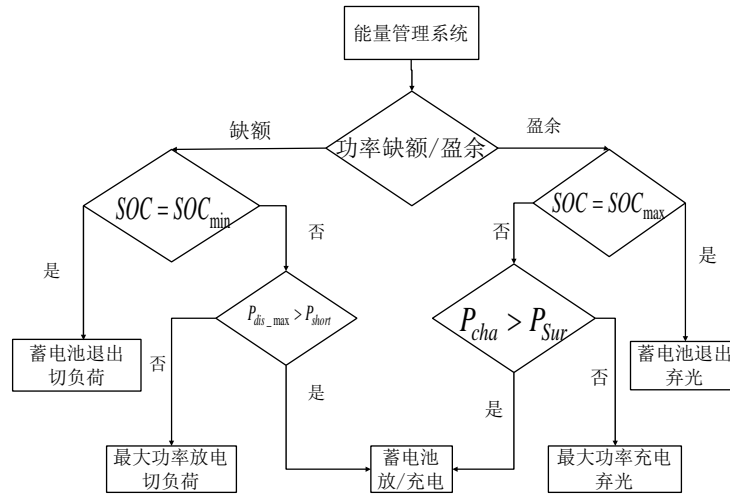 能量管理系统
功率缺额/盈余
缺额
盈余
SOC = SOC_min
SOC = SOC_max
是
否
否
是
P_dis_max > P_short
P_cha > P_Sur
蓄电池退出
切负荷
否
是
是
否
蓄电池退出
弃光
最大功率放电
切负荷
蓄电池
放/充电
最大功率充电
弃光